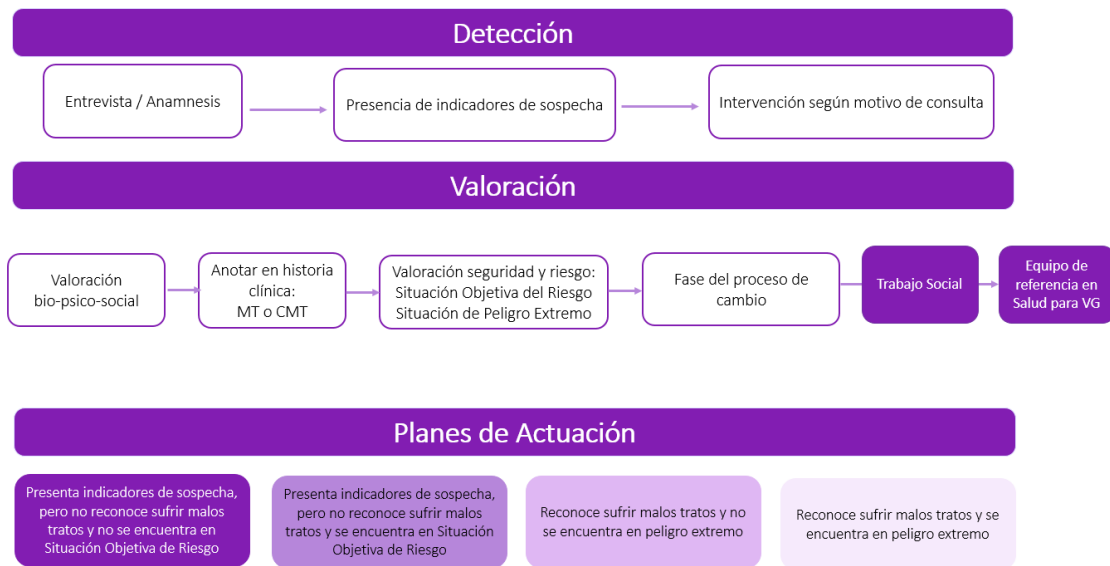 Detección
Entrevista / Anamnesis
Presencia de indicadores de sospecha
Intervención según motivo de consulta
Valoración
Valoración
bio-psico-social
Anotar en historia
clínica:
MT o CMT
Valoración seguridad y riesgo:
Situación Objetiva del Riesgo
Situación de Peligro Extremo
Fase del proceso de
cambio
Trabajo Social
Equipo de
referencia en
Salud para VG
Planes de Actuación
Presenta indicadores de sospecha,
pero no reconoce sufrir malos
tratos y no se encuentra en
Situación Objetiva de Riesgo
Presenta indicadores de sospecha,
pero no reconoce sufrir malos
tratos y se encuentra en Situación
Objetiva de Riesgo
Reconoce sufrir malos tratos y no
se encuentra en peligro extremo
Reconoce sufrir malos tratos y se
encuentra en peligro extremo